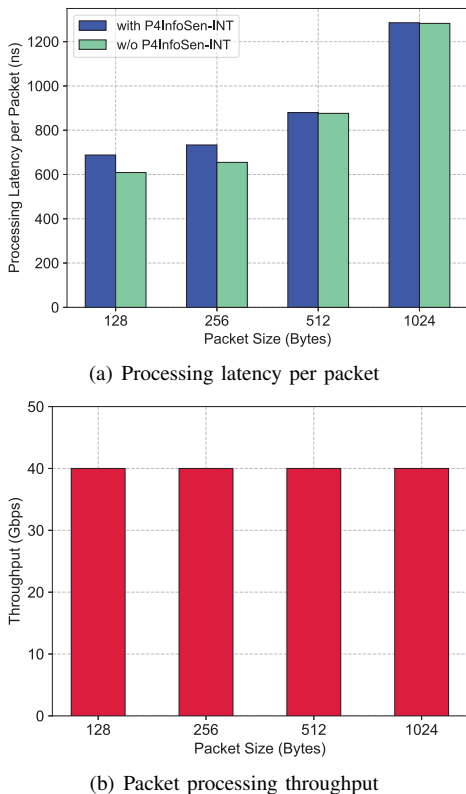 with P4InfoSen-INT
w/o P4InfoSen-INT
Processing Latency per Packet (ns)
1200
1000
800
600
400
200
0
128 256 512 1024
Packet Size (Bytes)
(a) Processing latency per packet
Throughput (Gbps)
50
40
30
20
10
0
128 256 512 1024
Packet Size (Bytes)
(b) Packet processing throughput